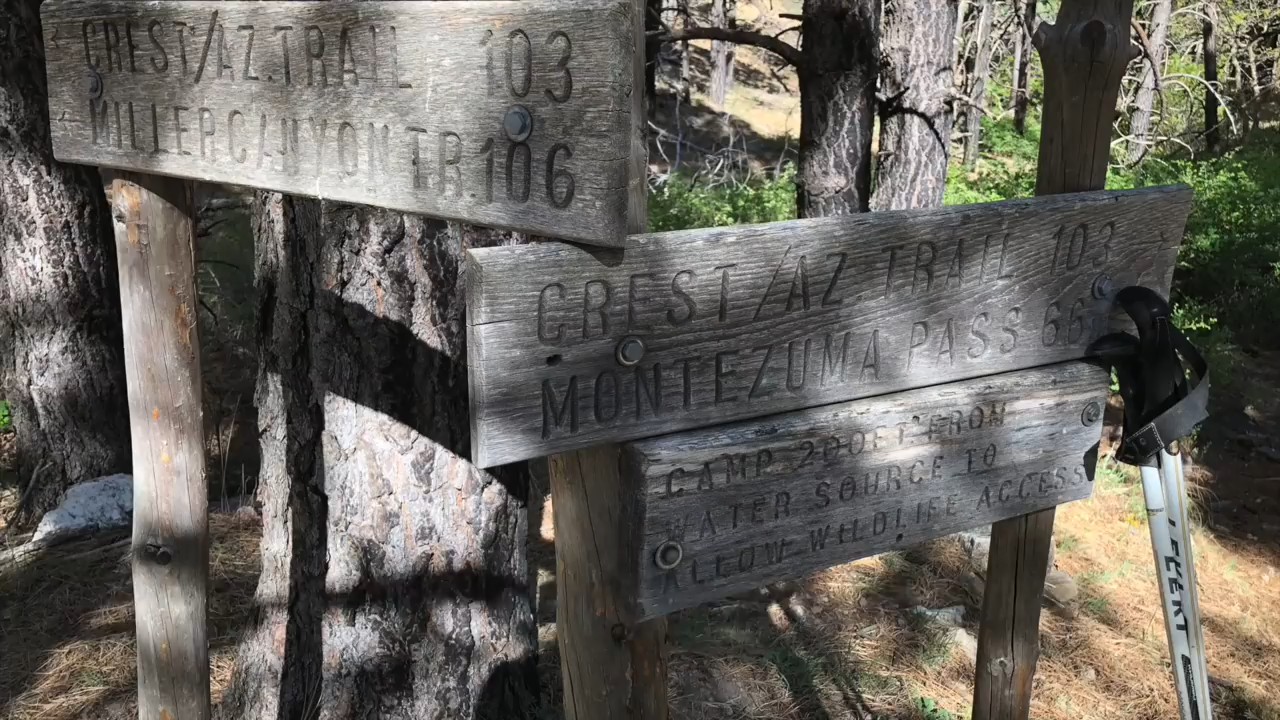 CREST/AZ.TRAIL 103
MILLER CANYON TR. 106
CREST/AZ.TRAIL 103
MONTEZUMA PASS 66
CAMP 200FT FROM
WATER SOURCE TO
ALLOW WILDLIFE ACCESS
LEKI